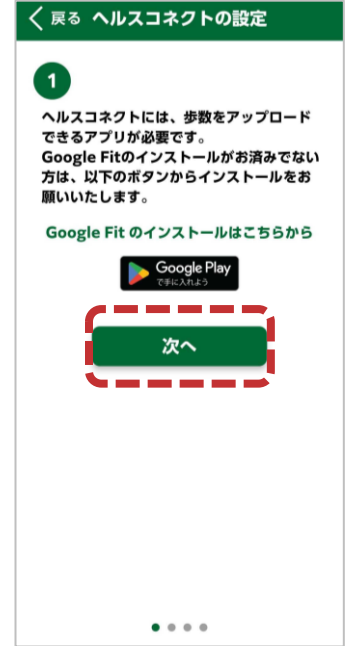 戻る ヘルスコネクトの設定
1
ヘルスコネクトには、歩数をアップロード
できるアプリが必要です。
Google Fitのインストールがお済みでない
方は、以下のボタンからインストールをお
願いいたします。
Google Fit のインストールはこちらから
Google Play
で手に入れよう
次へ